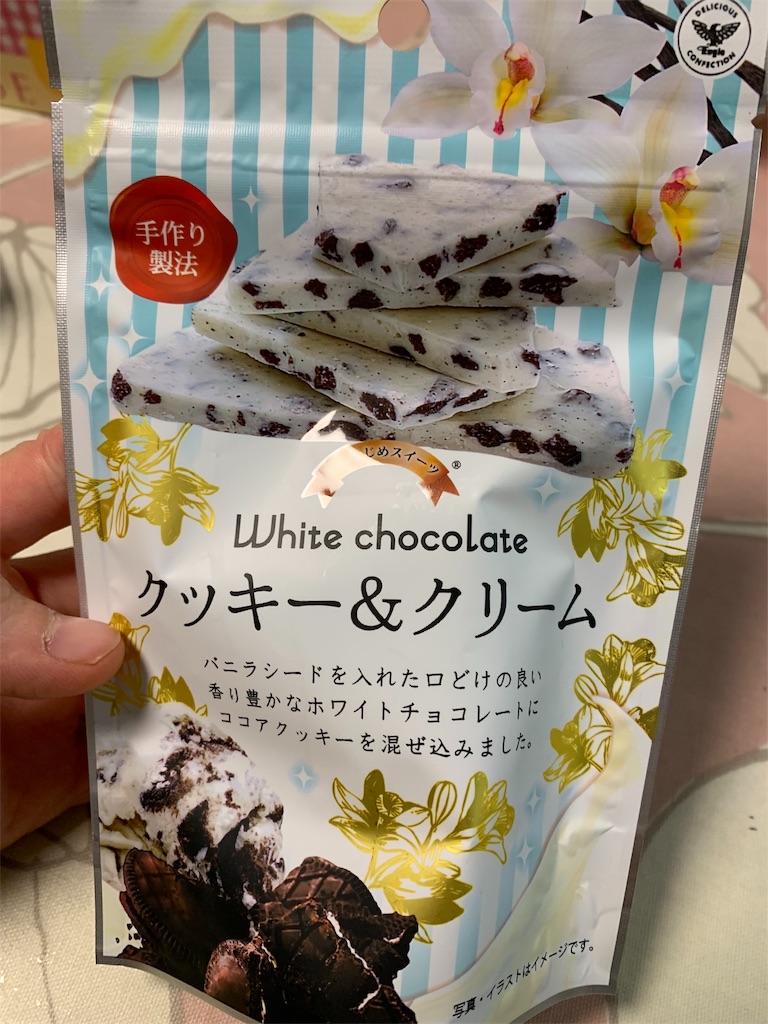 DELICIOUS
Eagle
CONFECTION
手作り
製法
じめスイーツ®
White chocolate
クッキー&クリーム
バニラシードを入れた口どけの良い
香り豊かなホワイトチョコレートに
ココアクッキーを混ぜ込みました。
写真・イラストはイメージです。